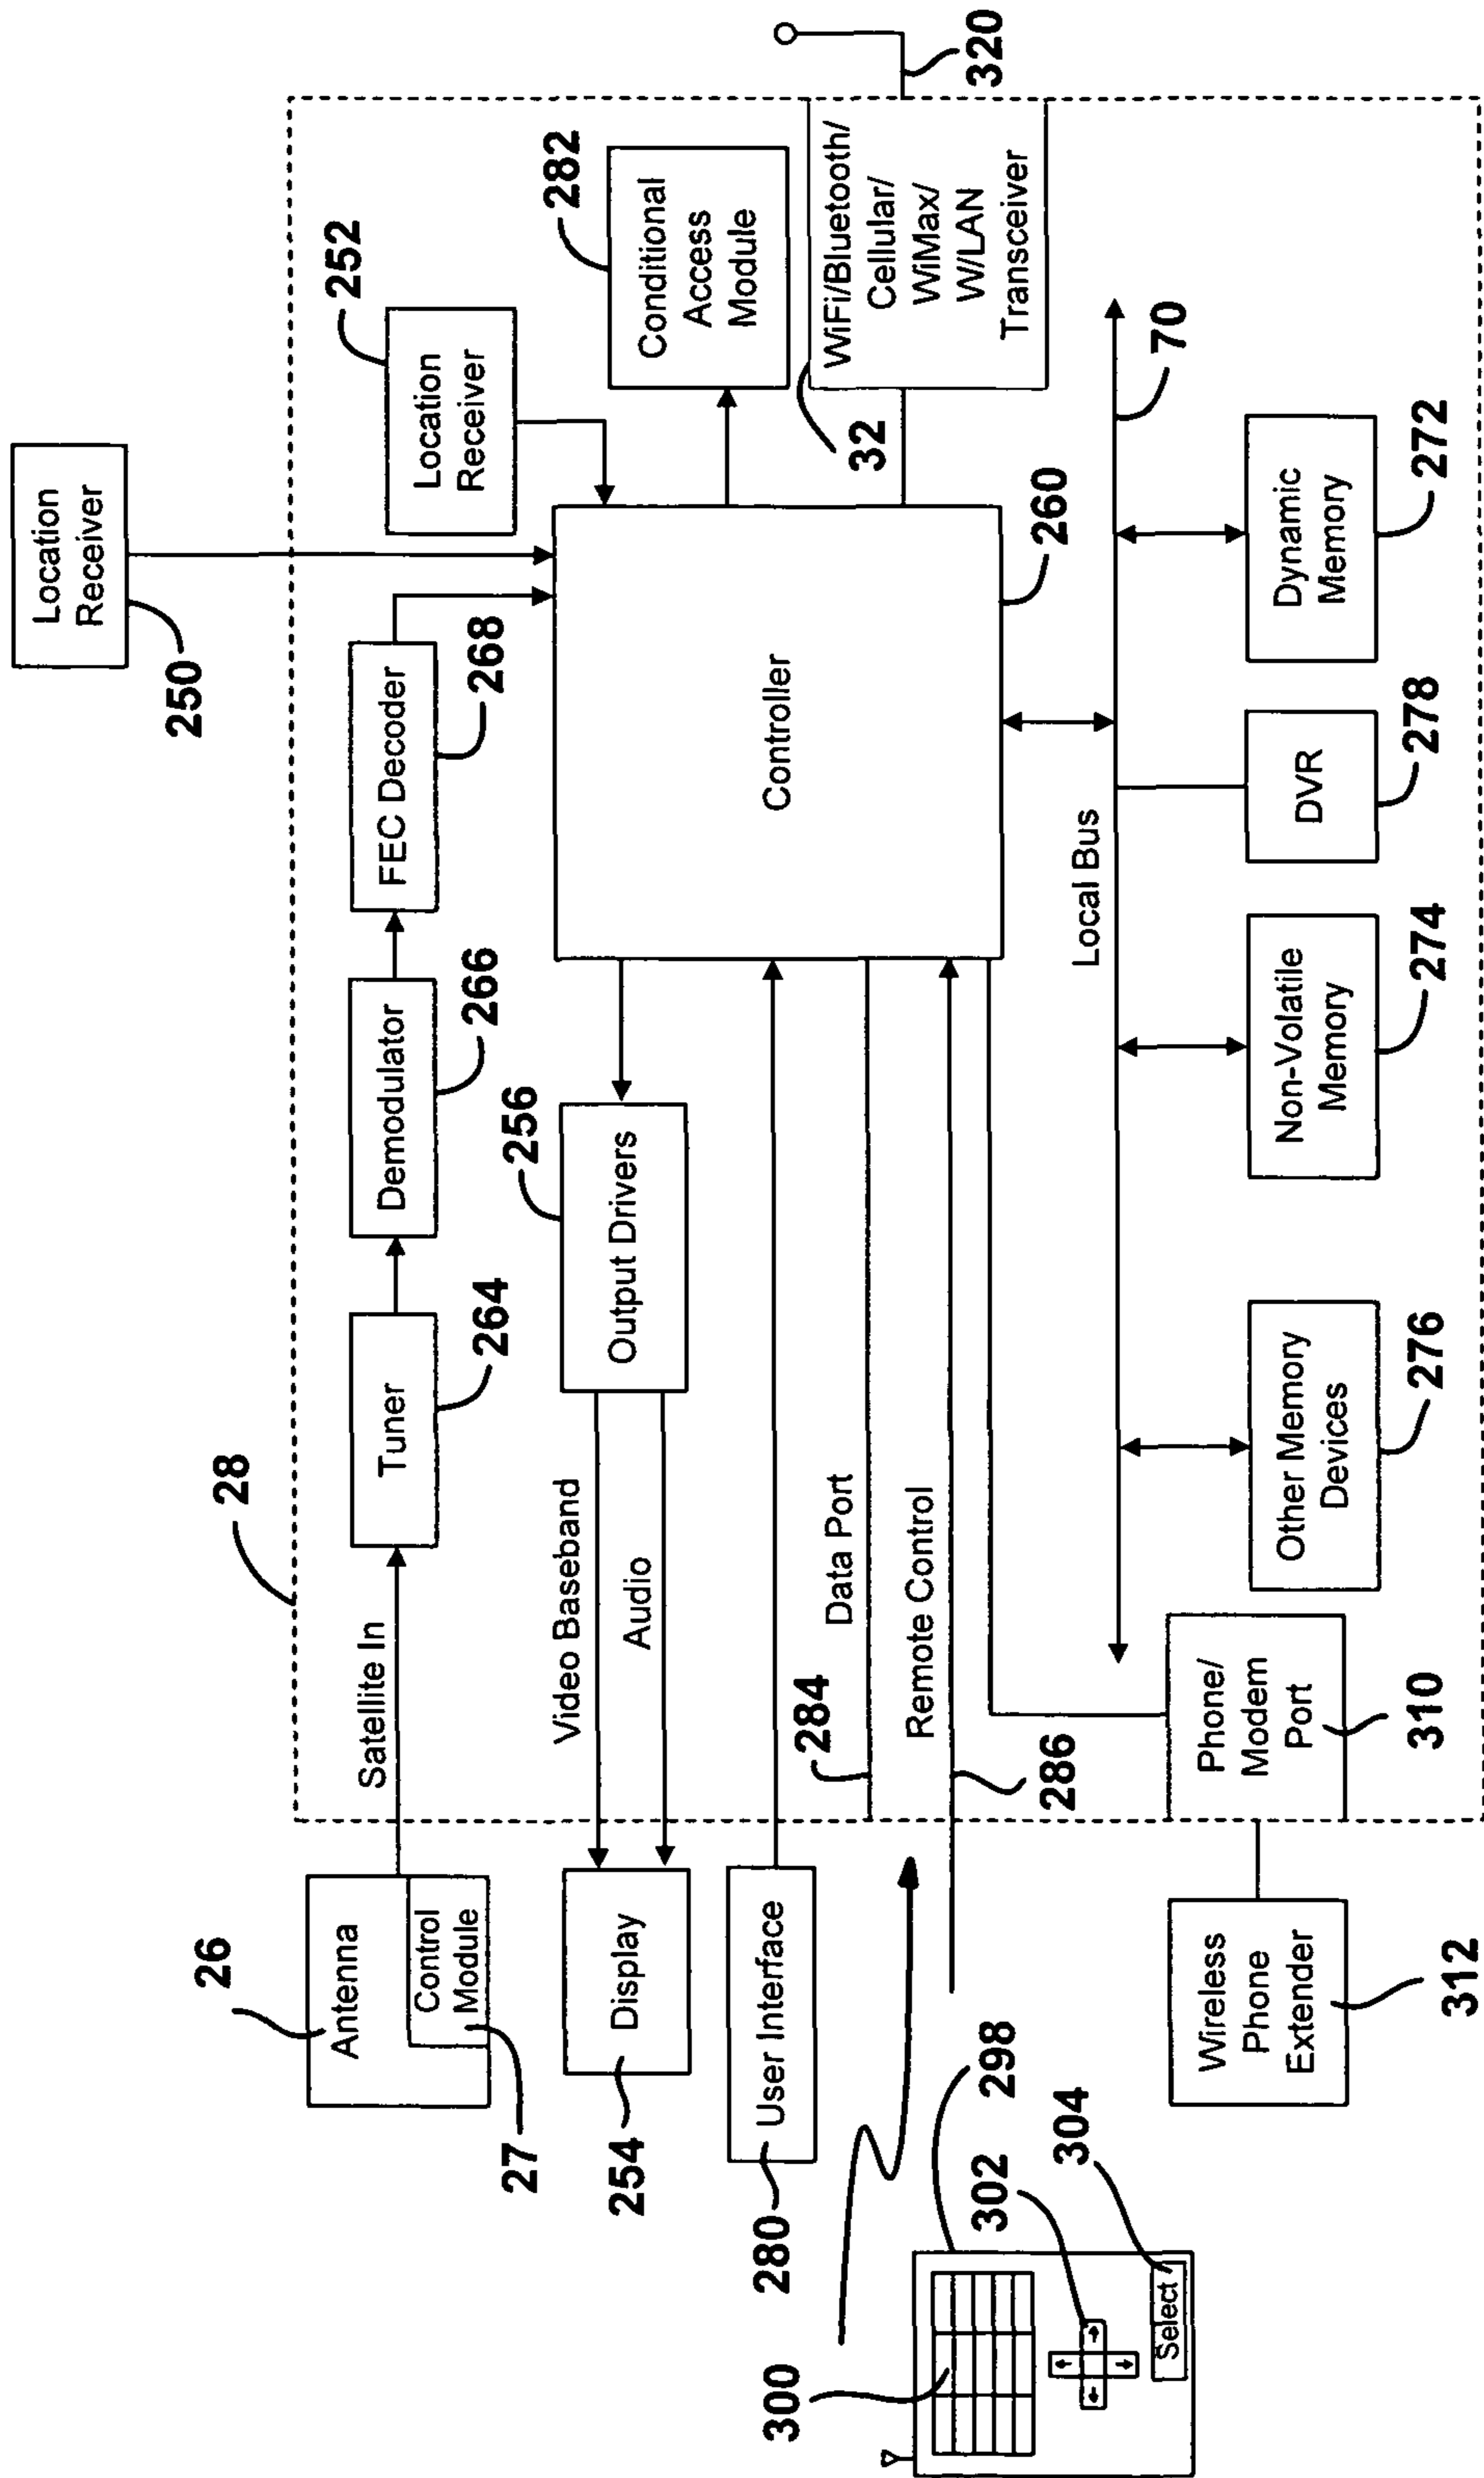 Location
Receiver
250
28
252
Location
Receiver
26
Antenna
Control
Module
27
Satellite In
Tuner
264
Demodulator
266
FEC Decoder
268
282
Conditional
Access
Module
Video Baseband
Audio
Display
254
Output Drivers
256
Controller
260
WiFi/Bluetooth/
Cellular/
WiMax/
W/LAN
Transceiver
32
320
User Interface
280
Data Port
284
Remote Control
286
300
298
302
304
Select
Local Bus
70
Wireless
Phone
Extender
312
Phone/
Modem
Port
310
Other Memory
Devices
276
Non-Volatile
Memory
274
DVR
278
Dynamic
Memory
272